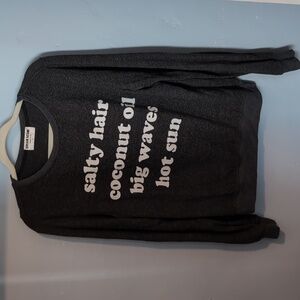 salty hair
coconut oil
big waves
hot sun